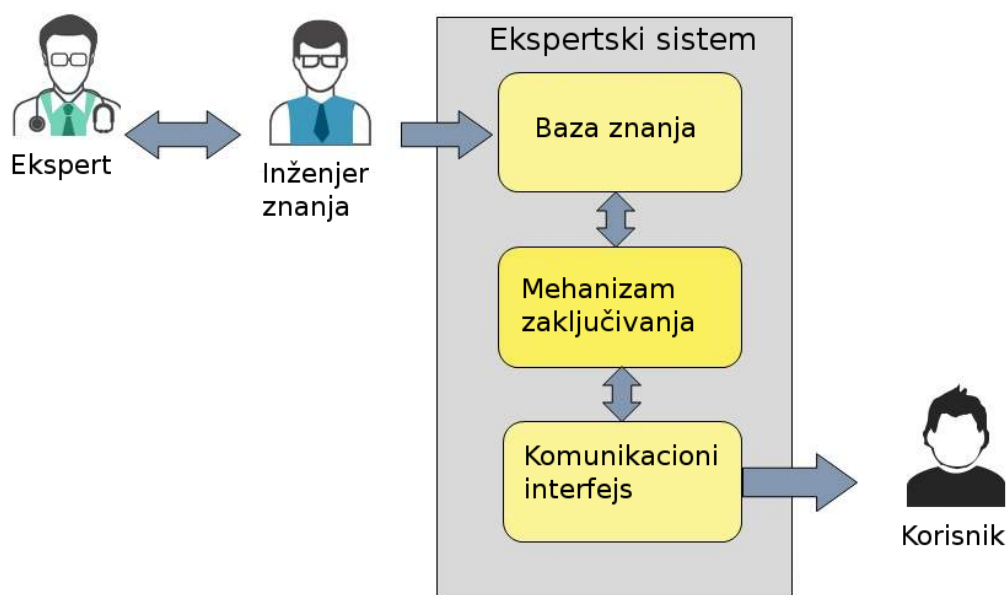 Ekspertski sistem
Ekspert
Inženjer
znanja
Baza znanja
Mehanizam
zaključivanja
Komunikacioni
interfejs
Korisnik